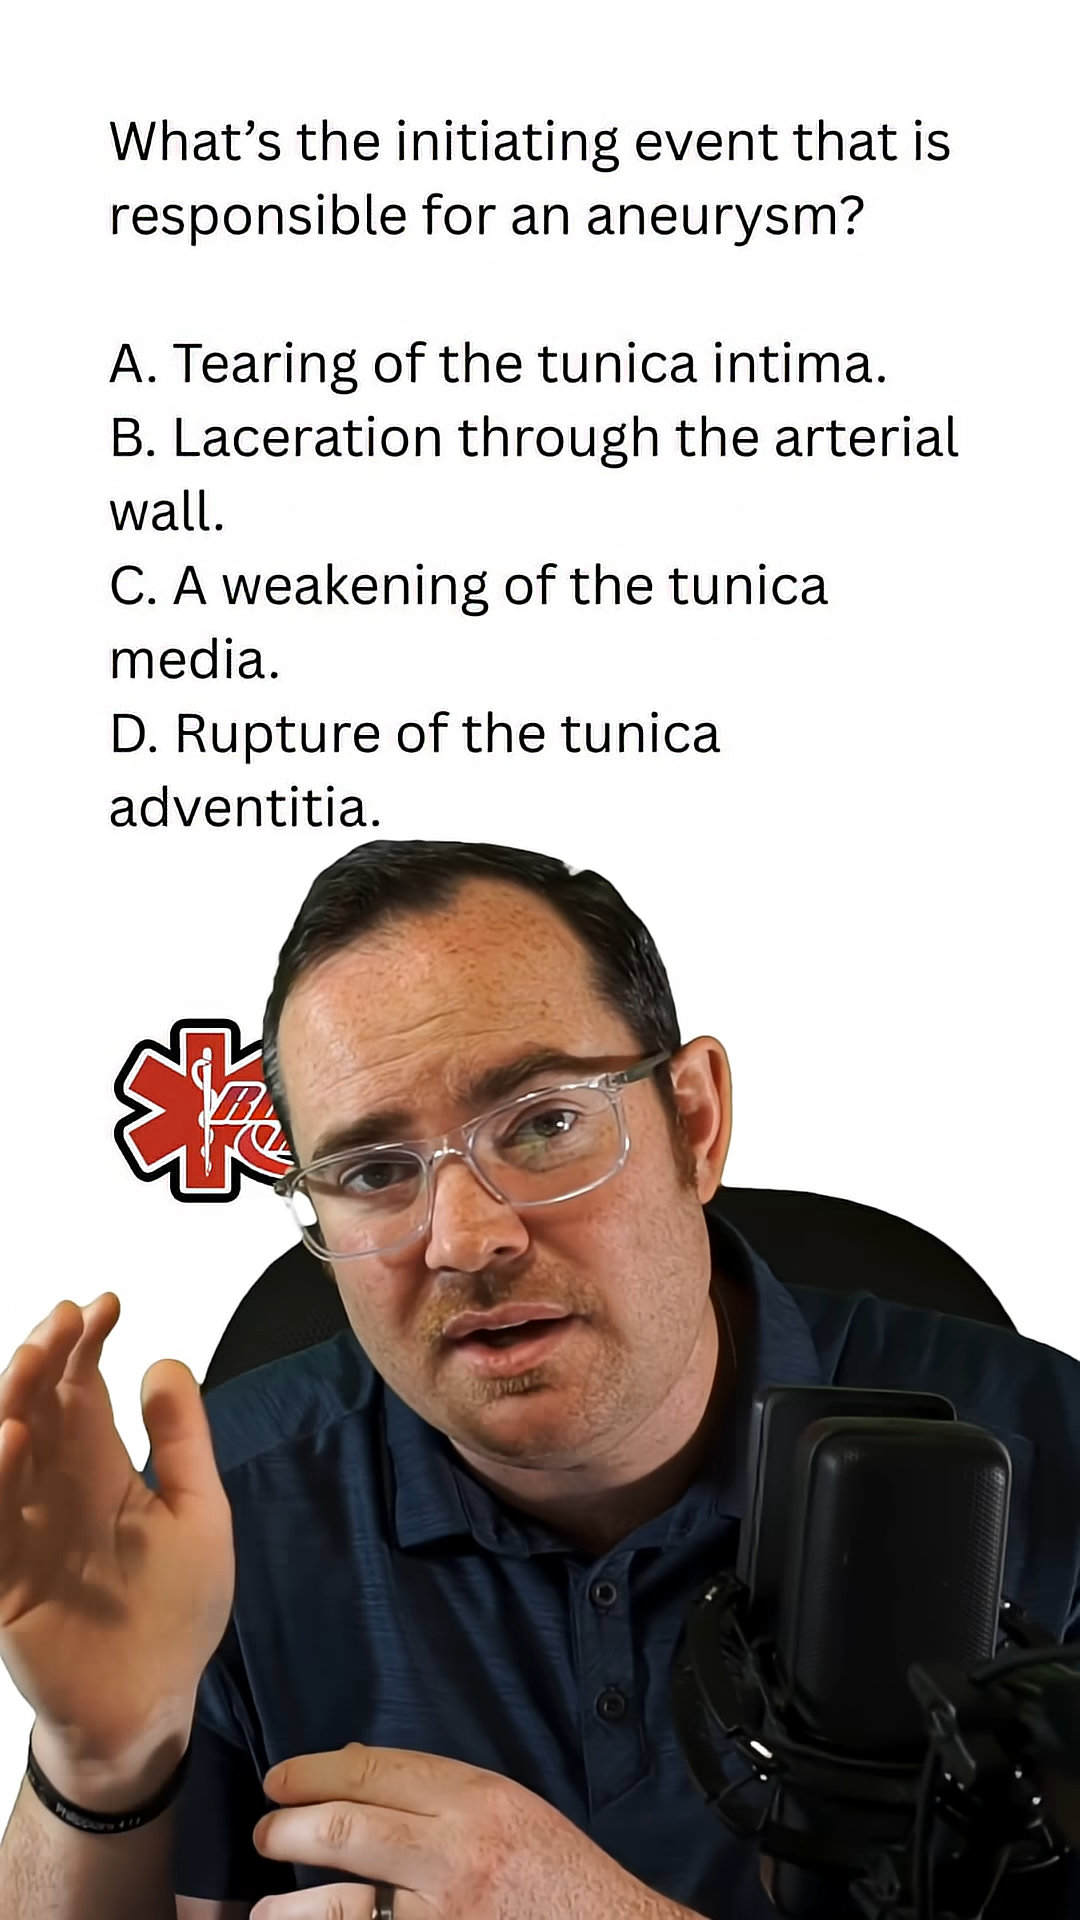 What’s the initiating event that is
responsible for an aneurysm?
A. Tearing of the tunica intima.
B. Laceration through the arterial
wall.
C. A weakening of the tunica
media.
D. Rupture of the tunica
adventitia.